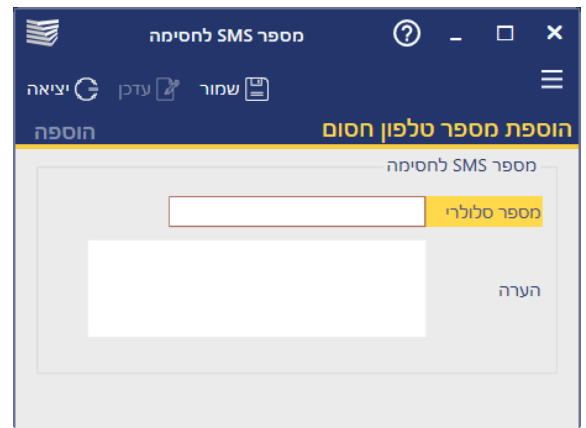 מספר SMS לחסימה
שמור עדכן יציאה
הוספת מספר טלפון חסום הוספה
מספר SMS לחסימה
מספר סלולרי
הערה